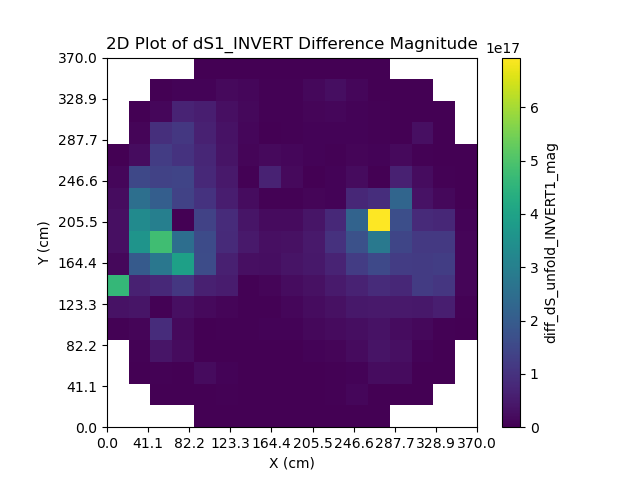 2D Plot of dS1_INVERT Difference Magnitude
1e17
370.0
328.9
287.7
246.6
205.5
164.4
123.3
82.2
41.1
0.0
Y (cm)
0.0 41.1 82.2 123.3 164.4 205.5 246.6 287.7 328.9 370.0
X (cm)
6
5
4
3
2
1
0
diff_dS_unfold_INVERT1_mag